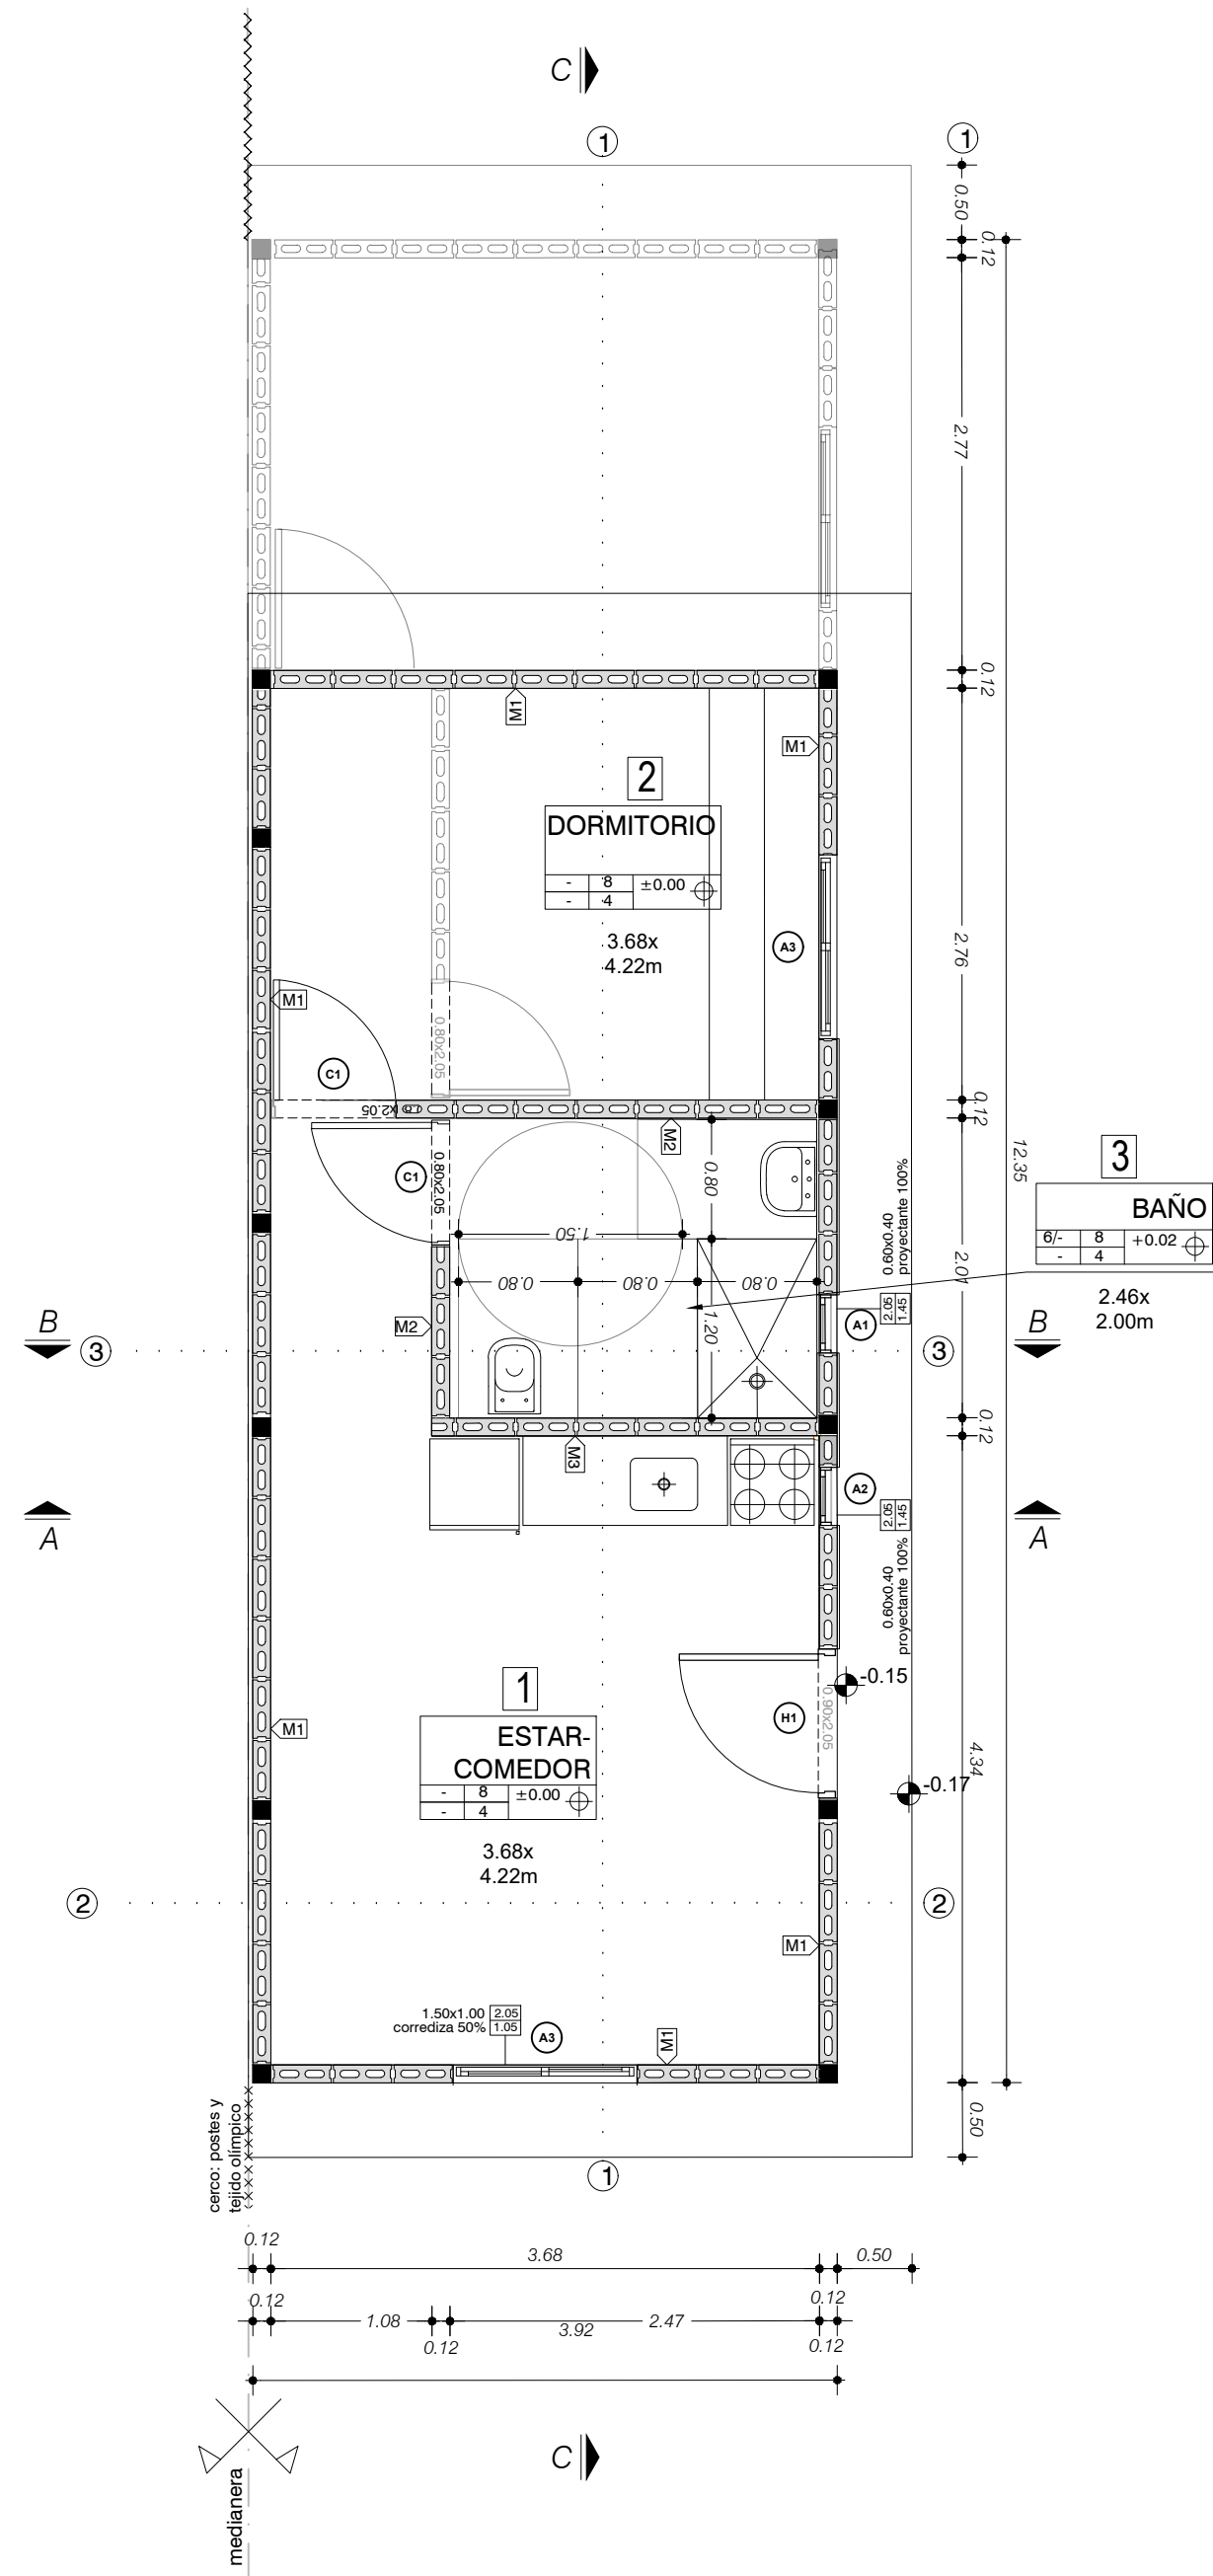 C
1
1
0.50
0.12
2.77
0.12
M1
M1
2
DORMITORIO
- 8 ±0.00
- 4
3.68x
4.22m
A3
2.76
M1
0.80x2.05
C1
0.12
M2
0.80
C1
0.80x2.05
12.35
3
BAÑO
6/- 8 +0.02
- 4
2.46x
2.00m
0.60x0.40
proyectante 100%
1.50
2.01
0.80
0.80
0.80
1.20
2.05
1.45
A1
M2
B
3
3
B
0.12
M3
A2
2.05
1.45
A
A
0.60x0.40
proyectante 100%
1
ESTAR-
COMEDOR
- 8 ±0.00
- 4
3.68x
4.22m
M1
H1
0.90x2.05
-0.15
-0.17
4.34
2
2
M1
1.50x1.00 2.05
corrediza 50% 1.05
A3
M1
0.50
cerco: postes y
tejido olímpico
1
0.12
3.68
0.50
0.12
0.12
1.08
2.47
0.12
3.92
0.12
C
medianera